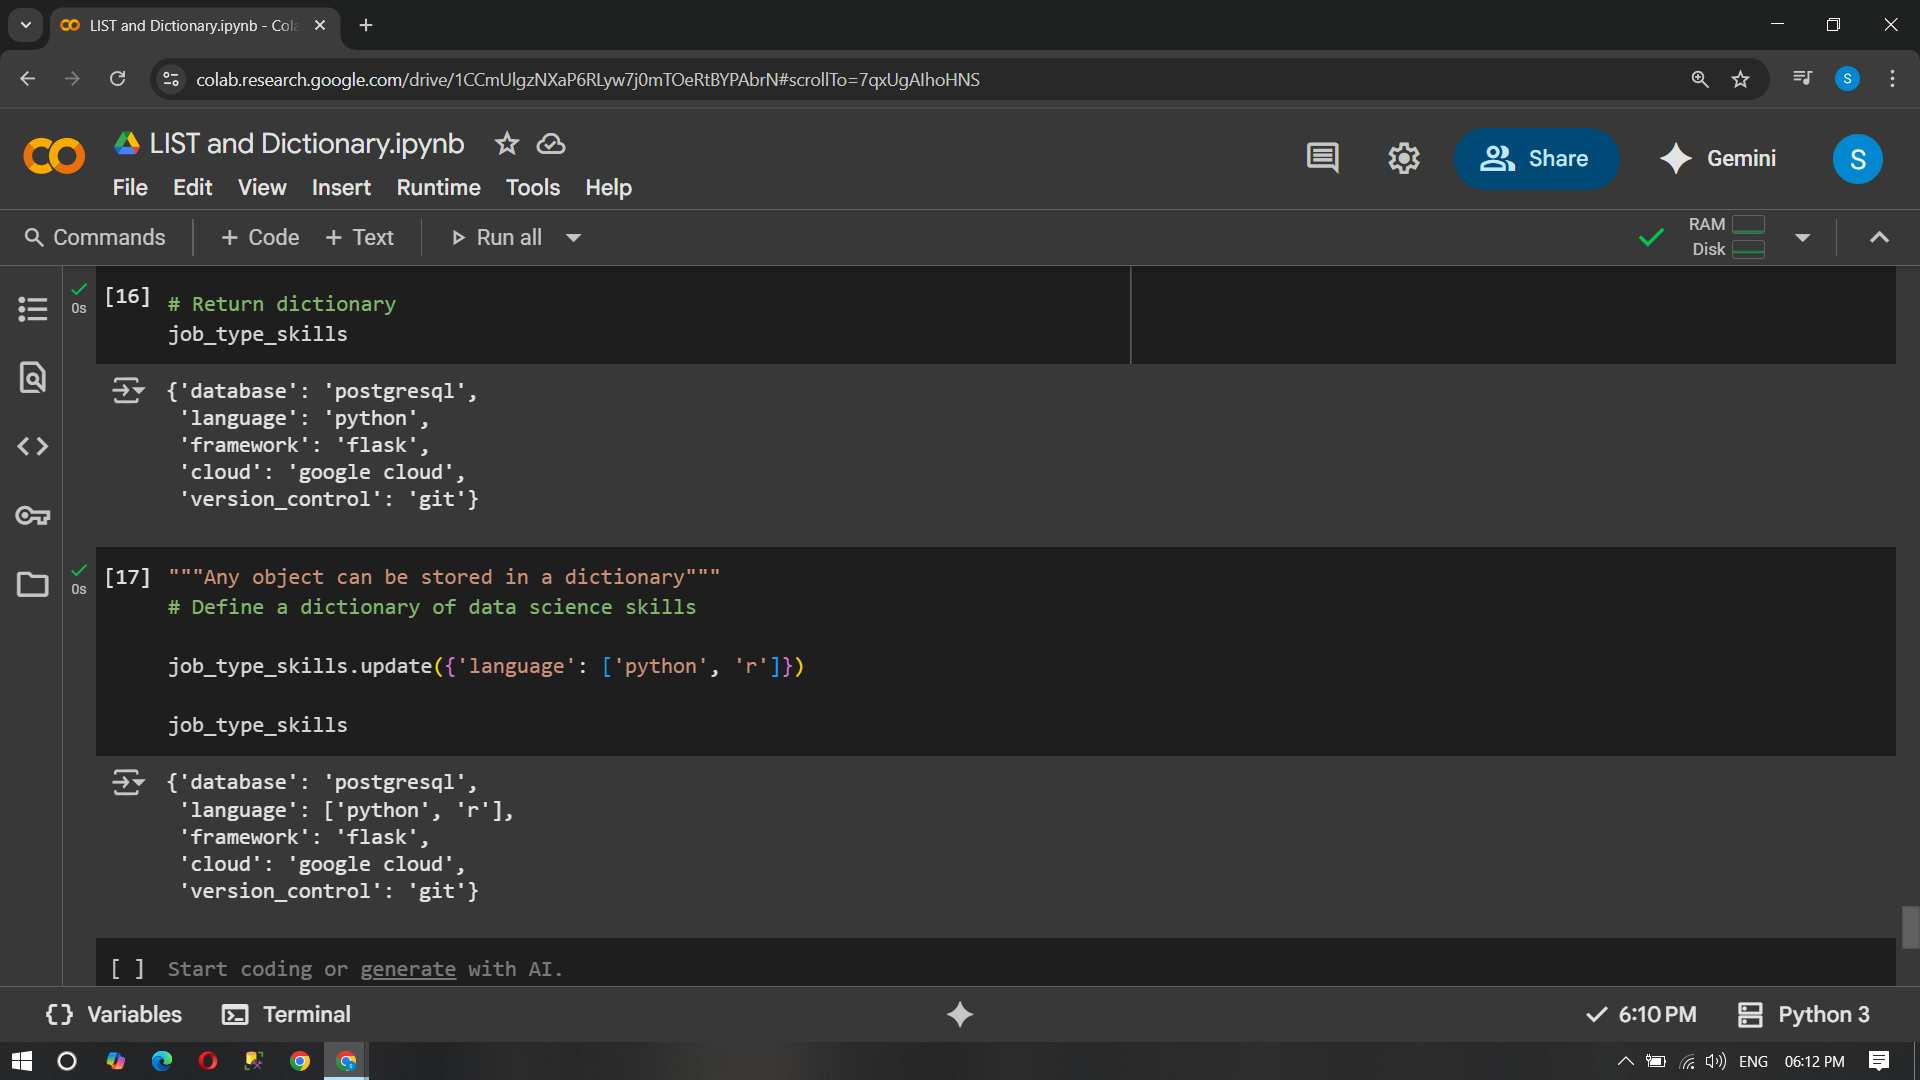 LIST and Dictionary.ipynb - Cola
colab.research.google.com/drive/1CCmUlgzNXaP6RLyw7j0mTOeRtBYPAbrN#scrollTo=7qxUgAIhoHNS
S
LIST and Dictionary.ipynb
File Edit View Insert Runtime Tools Help
Share
Gemini
S
Commands + Code + Text Run all
RAM
Disk
0s
[16] # Return dictionary
job_type_skills
{'database': 'postgresql',
'language': 'python',
'framework': 'flask',
'cloud': 'google cloud',
'version_control': 'git'}
0s
[17] """Any object can be stored in a dictionary"""
# Define a dictionary of data science skills
job_type_skills.update({'language': ['python', 'r']})
job_type_skills
{'database': 'postgresql',
'language': ['python', 'r'],
'framework': 'flask',
'cloud': 'google cloud',
'version_control': 'git'}
[ ] Start coding or generate with AI.
{} Variables Terminal
6:10 PM Python 3
ENG 06:12 PM